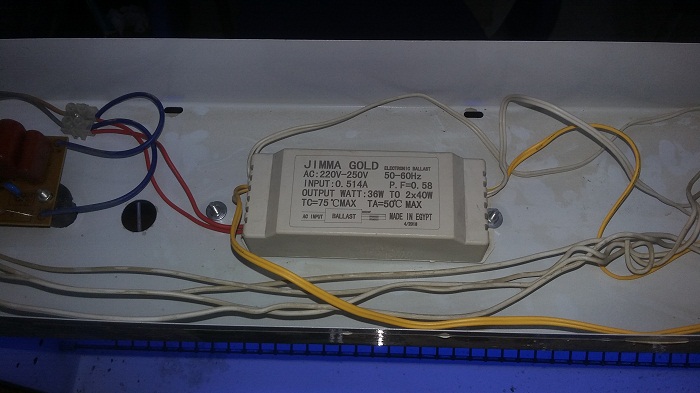 JIMMA GOLD ELECTRONIC BALLAST
AC:220V-250V 50-60Hz
INPUT:0.514A P.F=0.58
OUTPUT WATT:36W TO 2x40W
TC=75℃MAX TA=50℃ MAX
AC INPUT BALLAST MADE IN EGYPT